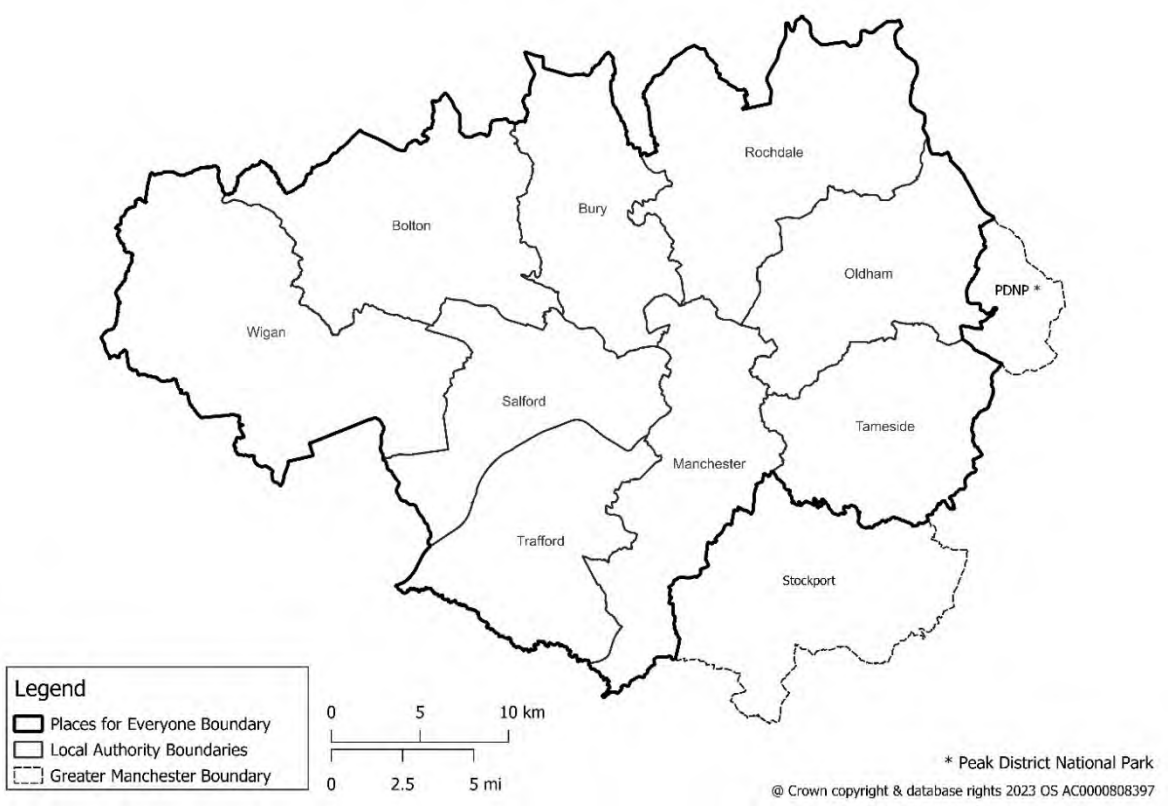 Rochdale
Bury
Bolton
Oldham
PDNP *
Wigan
Salford
Tameside
Manchester
Trafford
Stockport
Legend
Places for Everyone Boundary
Local Authority Boundaries
Greater Manchester Boundary
0 5 10 km
0 2.5 5 mi
* Peak District National Park
@ Crown copyright & database rights 2023 OS AC0000808397